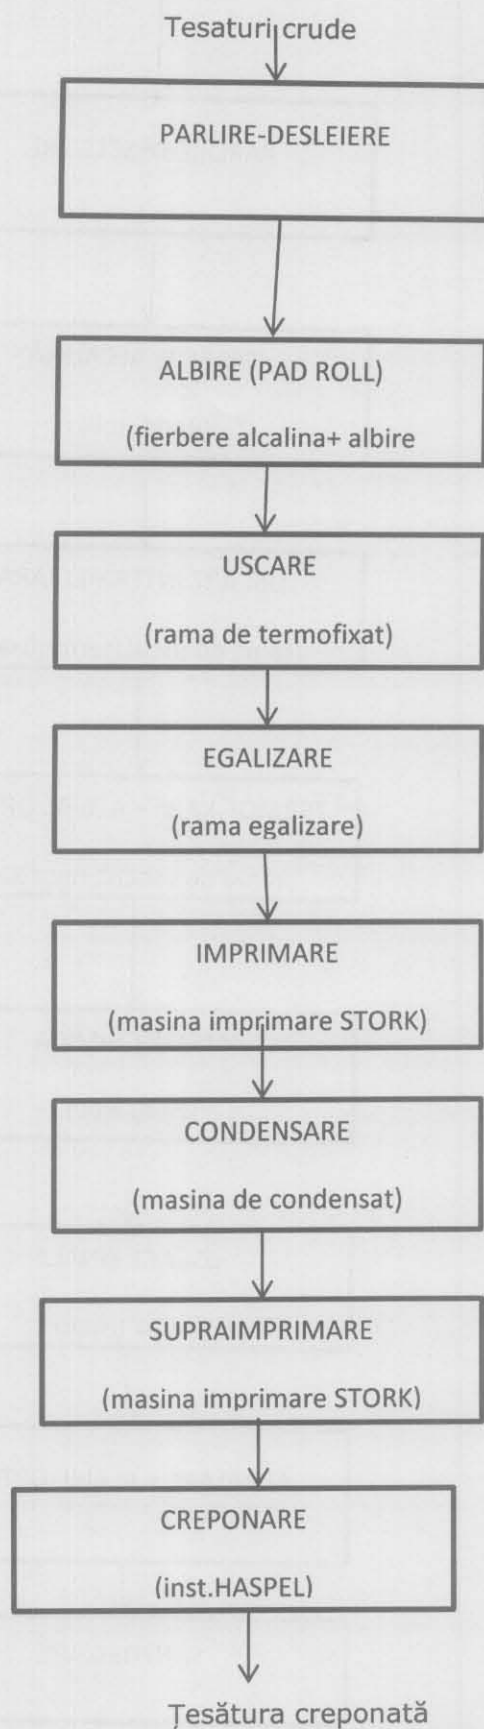 Tesaturi crude
PARLIRE-DESLEIERE
ALBIRE (PAD ROLL)
(fierbere alcalina+ albire
USCARE
(rama de termofixat)
EGALIZARE
(rama egalizare)
IMPRIMARE
(masina imprimare STORK)
CONDENSARE
(masina de condensat)
SUPRAIMPRIMARE
(masina imprimare STORK)
CREPONARE
(inst.HASPEL)
Țesătura creponată